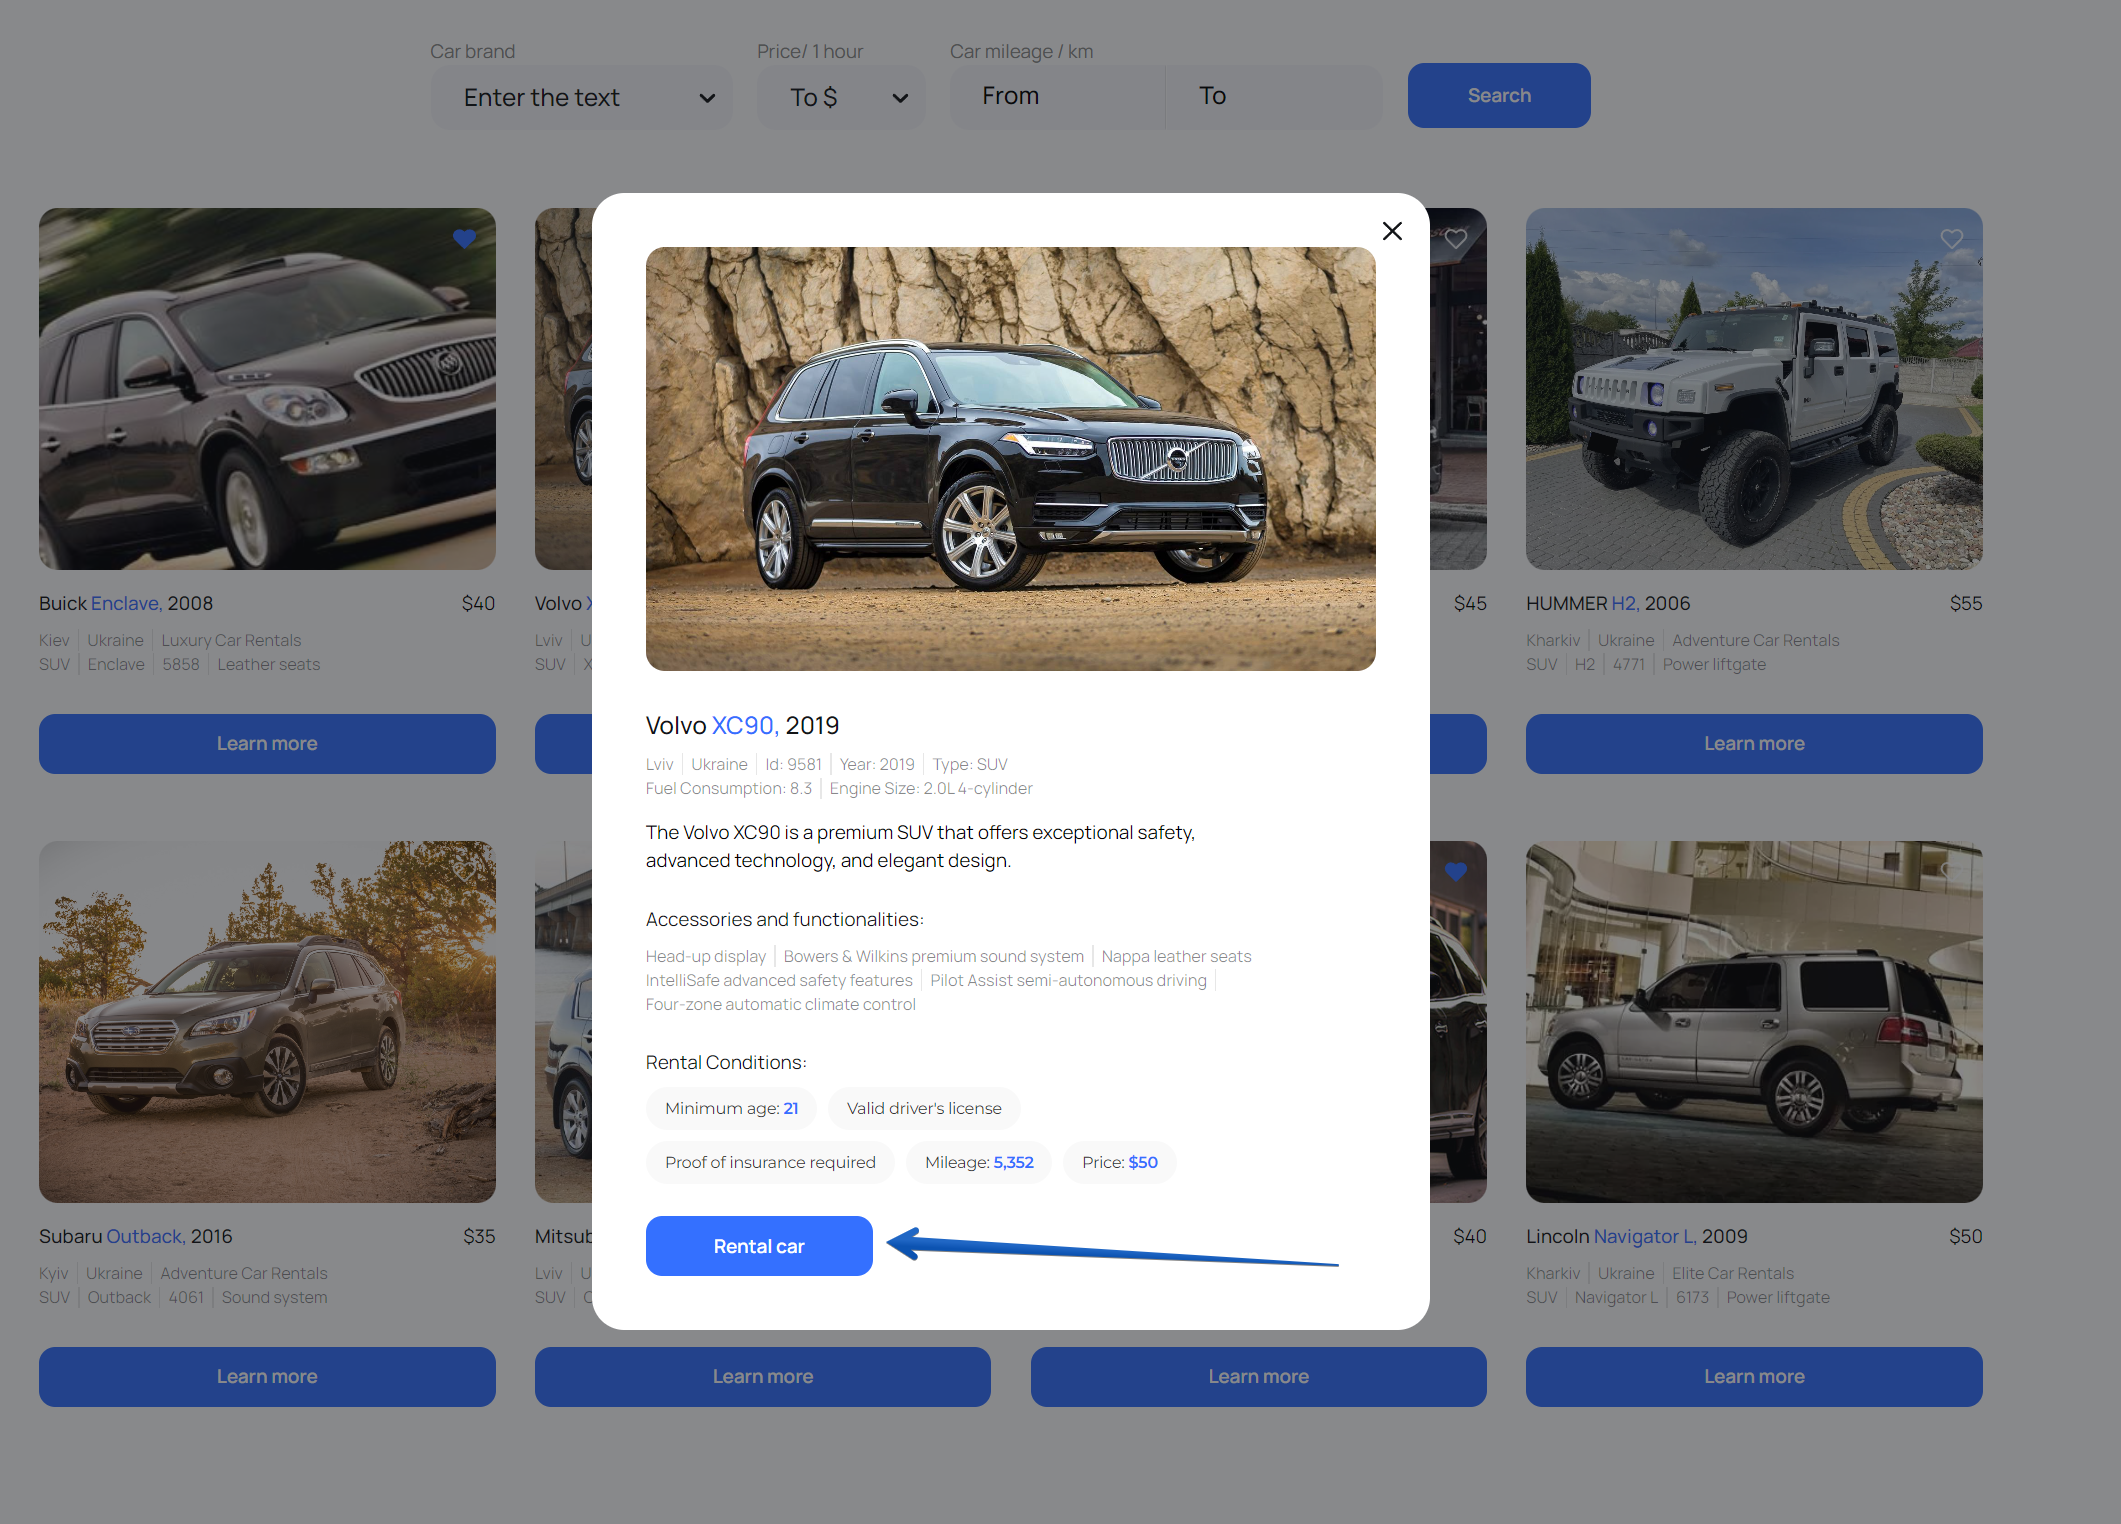 Car brand
Price/ 1 hour
Car mileage / km
Enter the text
To $
From
To
Search
Buick Enclave, 2008
$40
Kiev | Ukraine | Luxury Car Rentals
SUV | Enclave | 5858 | Leather seats
Learn more
Volvo
Lviv
SUV
$45
HUMMER H2, 2006
$55
Kharkiv | Ukraine | Adventure Car Rentals
SUV | H2 | 4771 | Power liftgate
Learn more
Volvo XC90, 2019
Lviv | Ukraine | Id: 9581 | Year: 2019 | Type: SUV
Fuel Consumption: 8.3 | Engine Size: 2.0L 4-cylinder
The Volvo XC90 is a premium SUV that offers exceptional safety,
advanced technology, and elegant design.
Accessories and functionalities:
Head-up display | Bowers & Wilkins premium sound system | Nappa leather seats
IntelliSafe advanced safety features | Pilot Assist semi-autonomous driving |
Four-zone automatic climate control
Rental Conditions:
Minimum age: 21
Valid driver's license
Proof of insurance required
Mileage: 5,352
Price: $50
Rental car
Subaru Outback, 2016
$35
Kyiv | Ukraine | Adventure Car Rentals
SUV | Outback | 4061 | Sound system
Learn more
Lviv
SUV
Learn more
$40
Learn more
Lincoln Navigator L, 2009
$50
Kharkiv | Ukraine | Elite Car Rentals
SUV | Navigator L | 6173 | Power liftgate
Learn more